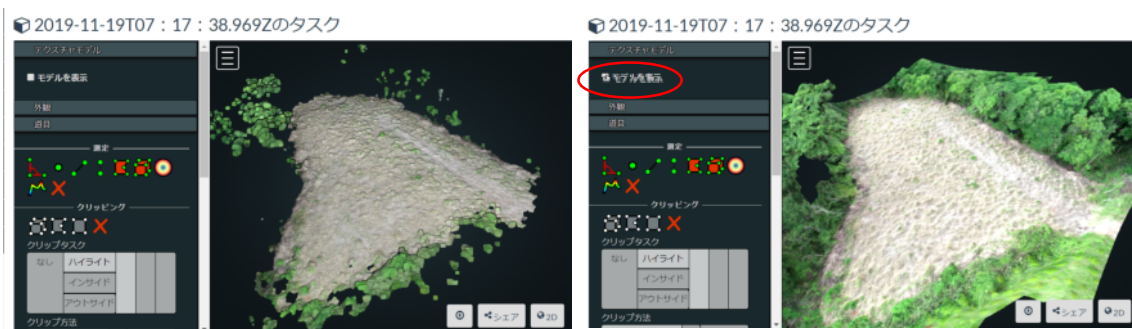 2019-11-19T07：17：38.969Zのタスク
テクスチャモデル
モデルを表示
外観
道具
測定
クリッピング
クリップタスク
なし ハイライト
インサイド
アウトサイド
クリップ方法
シェア 2D
2019-11-19T07：17：38.969Zのタスク
テクスチャモデル
モデルを表示
外観
道具
測定
クリッピング
クリップタスク
なし ハイライト
インサイド
アウトサイド
クリップ方法
シェア 2D